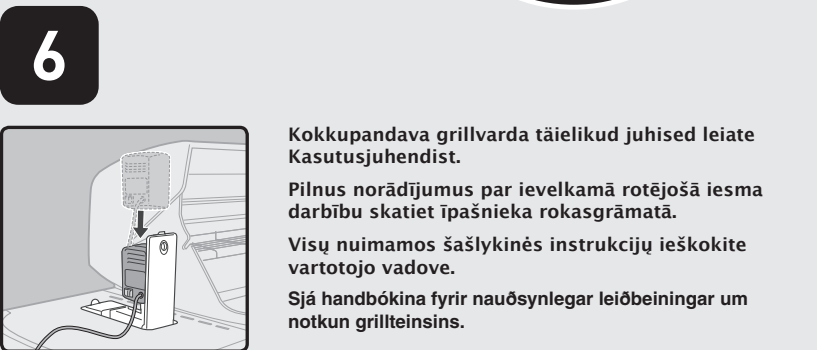 6
Kokkupandava grillvarda täielikud juhised leiate
Kasutusjuhendist.
Pilnus norādījumus par ievelkamā rotējošā iesma
darbību skatiet īpašnieka rokasgrāmatā.
Visų nuimamos šašlykinės instrukcijų ieškokite
vartotojo vadove.
Sjá handbókina fyrir nauðsynlegar leiðbeiningar um
notkun grillteinsins.